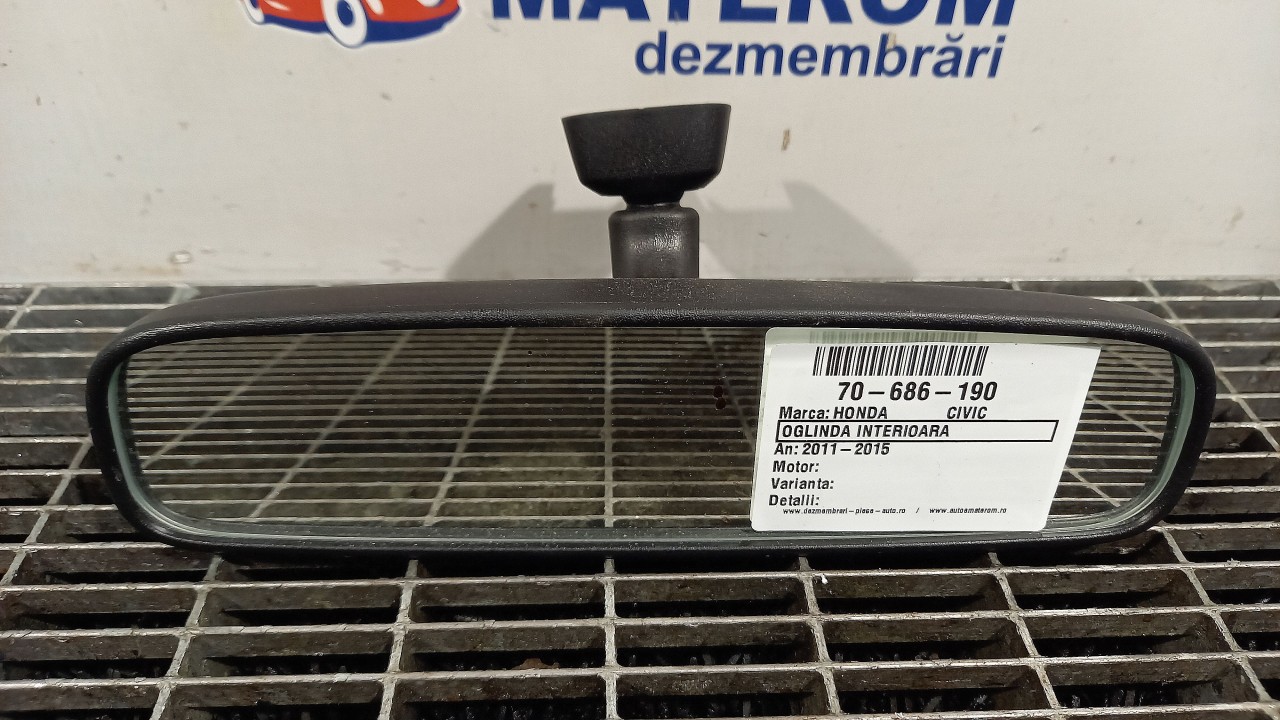 MATEROM
dezmembrări
70-686-190
Marca: HONDA CIVIC
OGLINDA INTERIOARA
An: 2011-2015
Motor:
Varianta:
Detalii:
www.dezmembrari-piese-auto.ro / www.autoematerom.ro